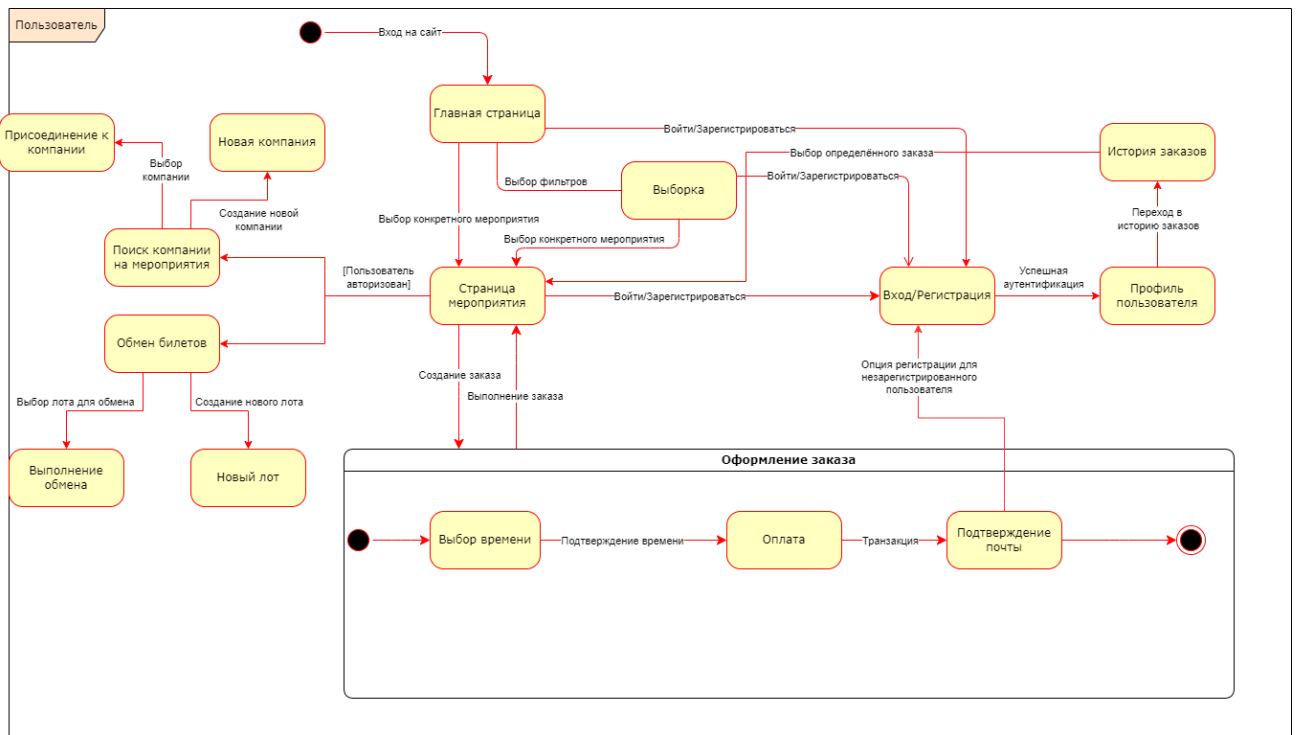 Пользователь
Вход на сайт
Главная страница
Присоединение к
компании
Новая компания
Войти/Зарегистрироваться
История заказов
Выбор определённого заказа
Выбор
компании
Войти/Зарегистрироваться
Выбор фильтров
Выборка
Создание новой
компании
Выбор конкретного мероприятия
Переход в
историю заказов
Поиск компании
на мероприятия
Выбор конкретного мероприятия
[Пользователь
авторизован]
Страница
мероприятия
Войти/Зарегистрироваться
Вход/Регистрация
Успешная
аутентификация
Профиль
пользователя
Обмен билетов
Создание заказа
Выполнение заказа
Опция регистрации для
незарегистрированного
пользователя
Выбор лота для обмена
Создание нового лота
Выполнение
обмена
Новый лот
Оформление заказа
Выбор времени
Подтверждение времени
Оплата
Транзакция
Подтверждение
почты